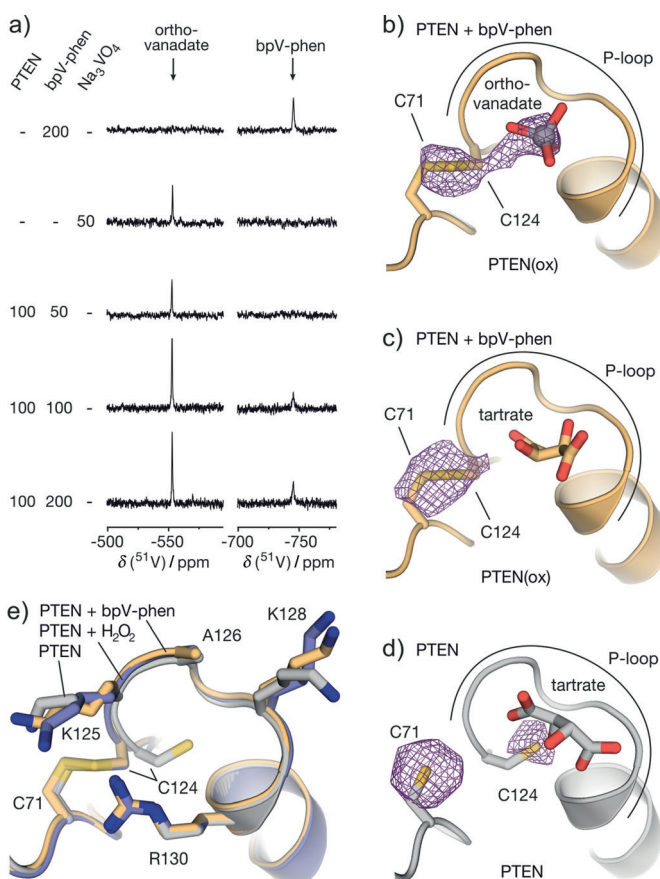 a)
PTEN
bpV-phen
Na3VO4
ortho-
vanadate
bpV-phen
- 200 -
- - 50
100 50 -
100 100 -
100 200 -
-500 -550 -700 -750
δ (51V) / ppm δ (51V) / ppm
b) PTEN + bpV-phen
P-loop
ortho-
vanadate
C71
C124
PTEN(ox)
c) PTEN + bpV-phen
P-loop
C71
tartrate
C124
PTEN(ox)
d) PTEN
P-loop
tartrate
C71
C124
PTEN
e) PTEN + bpV-phen
PTEN + H2O2
PTEN
A126
K128
K125
C124
C71
R130